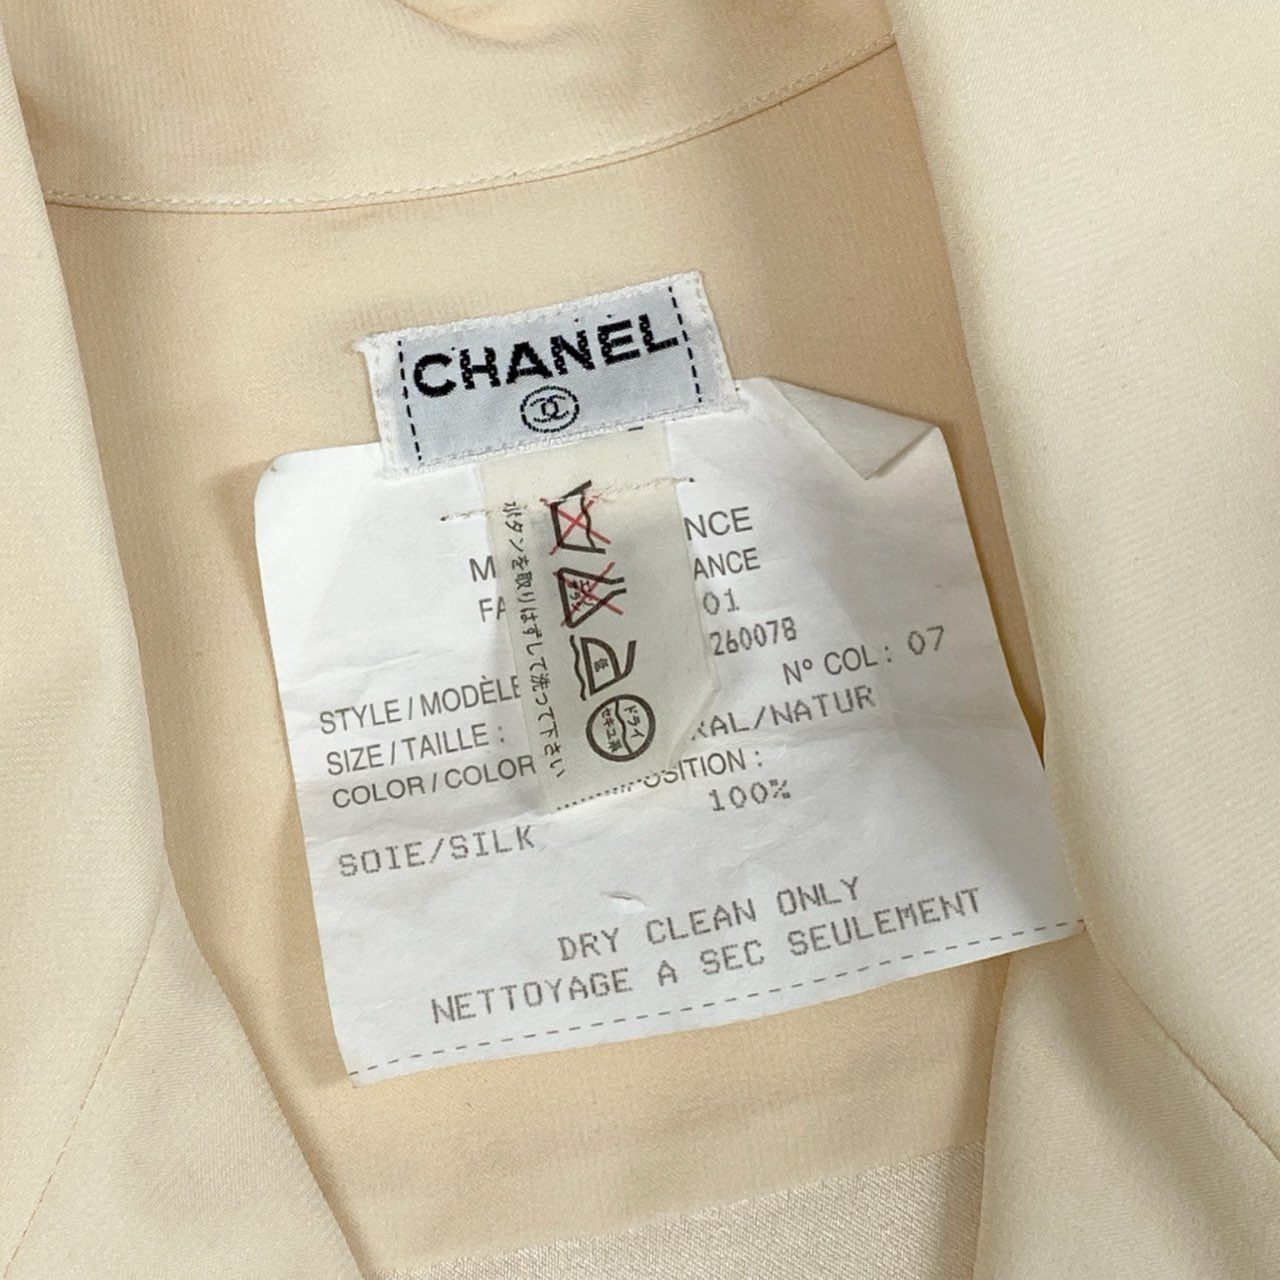 CHANEL
ボタンを取りはずして洗って下さい
塩
ドライ
セキユ系
NCE
M
ANCE
FA
01
260078
STYLE / MODÈLE
N° COL : 07
SIZE / TAILLE :
RAL/NATUR
COLOR / COLOR
OSITION :
100%
SOIE/SILK
DRY CLEAN ONLY
NETTOYAGE A SEC SEULEMENT